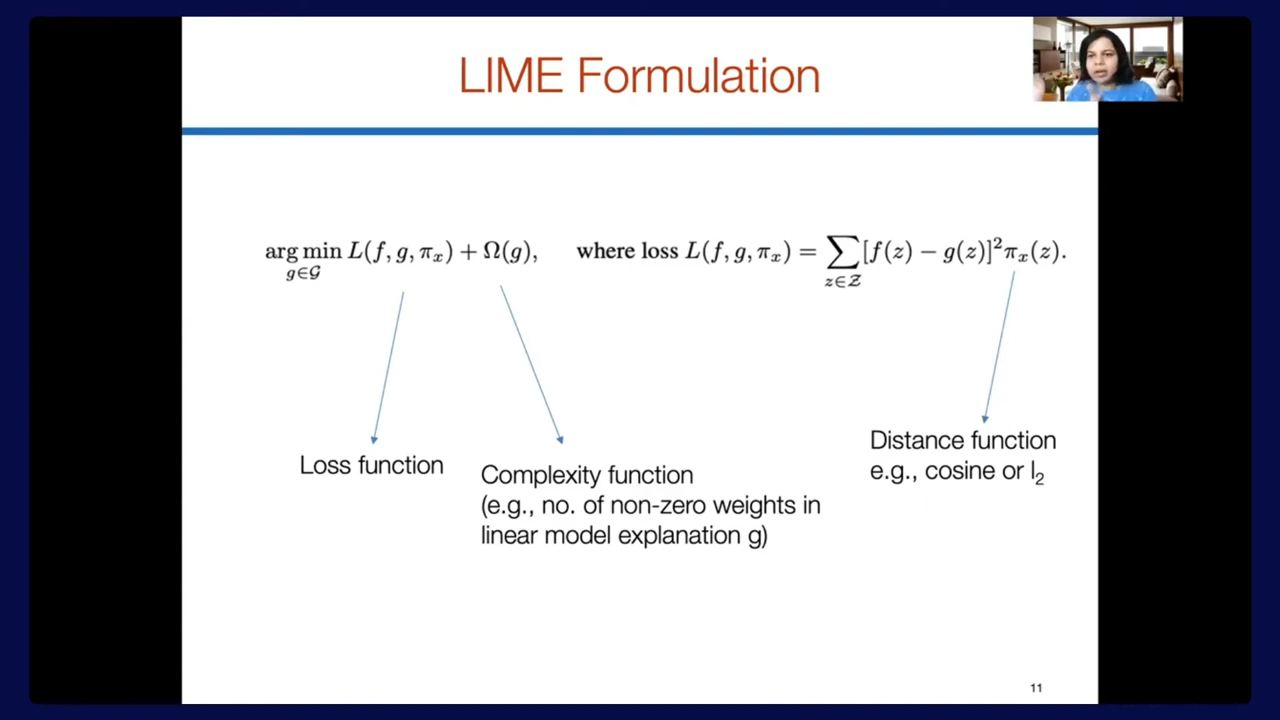 LIME Formulation
arg min L(f, g, πₓ) + Ω(g), where loss L(f, g, πₓ) = ∑ [f(z) − g(z)]²πₓ(z).
g∈𝒢 z∈𝒵
Loss function
Complexity function
(e.g., no. of non-zero weights in
linear model explanation g)
Distance function
e.g., cosine or l₂
11